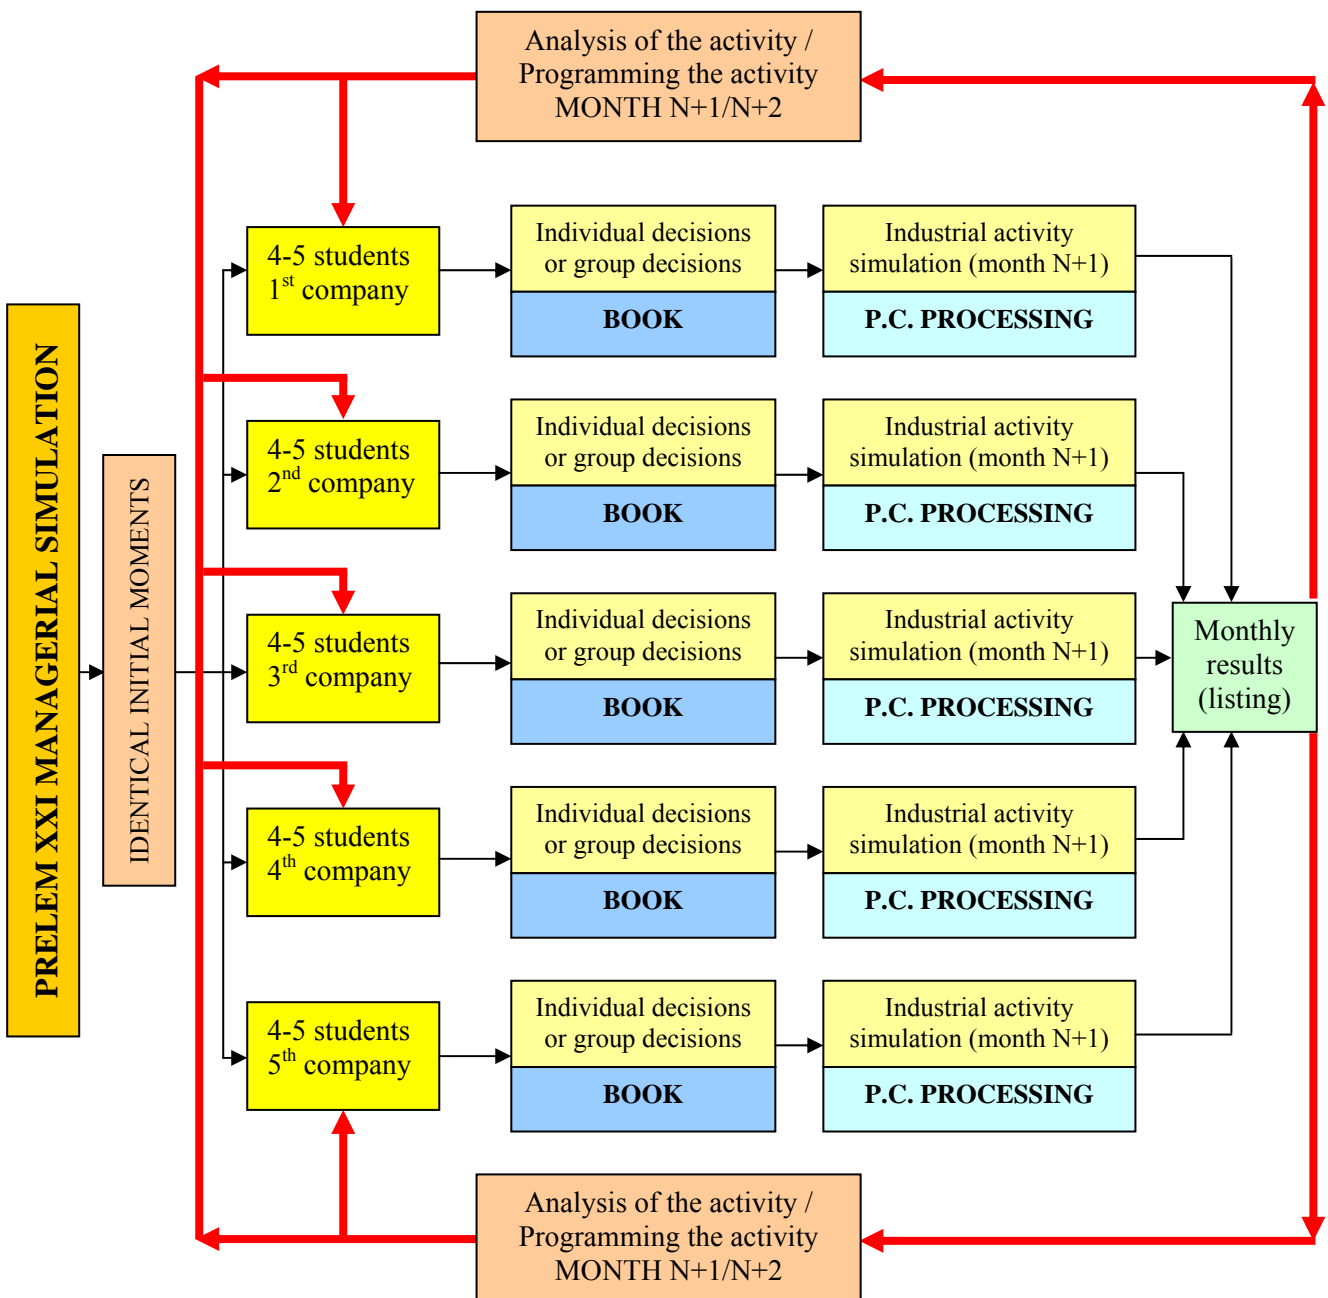 Analysis of the activity /
Programming the activity
MONTH N+1/N+2
PRELEM XXI MANAGERIAL SIMULATION
IDENTICAL INITIAL MOMENTS
4-5 students
1st company
Individual decisions
or group decisions
BOOK
Industrial activity
simulation (month N+1)
P.C. PROCESSING
4-5 students
2nd company
Individual decisions
or group decisions
BOOK
Industrial activity
simulation (month N+1)
P.C. PROCESSING
4-5 students
3rd company
Individual decisions
or group decisions
BOOK
Industrial activity
simulation (month N+1)
P.C. PROCESSING
Monthly
results
(listing)
4-5 students
4th company
Individual decisions
or group decisions
BOOK
Industrial activity
simulation (month N+1)
P.C. PROCESSING
4-5 students
5th company
Individual decisions
or group decisions
BOOK
Industrial activity
simulation (month N+1)
P.C. PROCESSING
Analysis of the activity /
Programming the activity
MONTH N+1/N+2